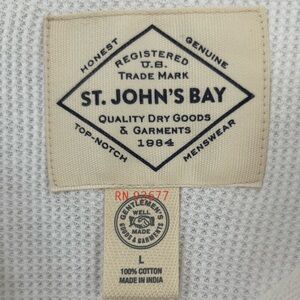 HONEST
GENUINE
REGISTERED
U.S.
TRADE MARK
ST. JOHN'S BAY
QUALITY DRY GOODS
& GARMENTS
1984
TOP-NOTCH
MENSWEAR
RN 93677
GENTLEMEN'S
WELL
MADE
GOODS & GARMENTS
L
100% COTTON
MADE IN INDIA